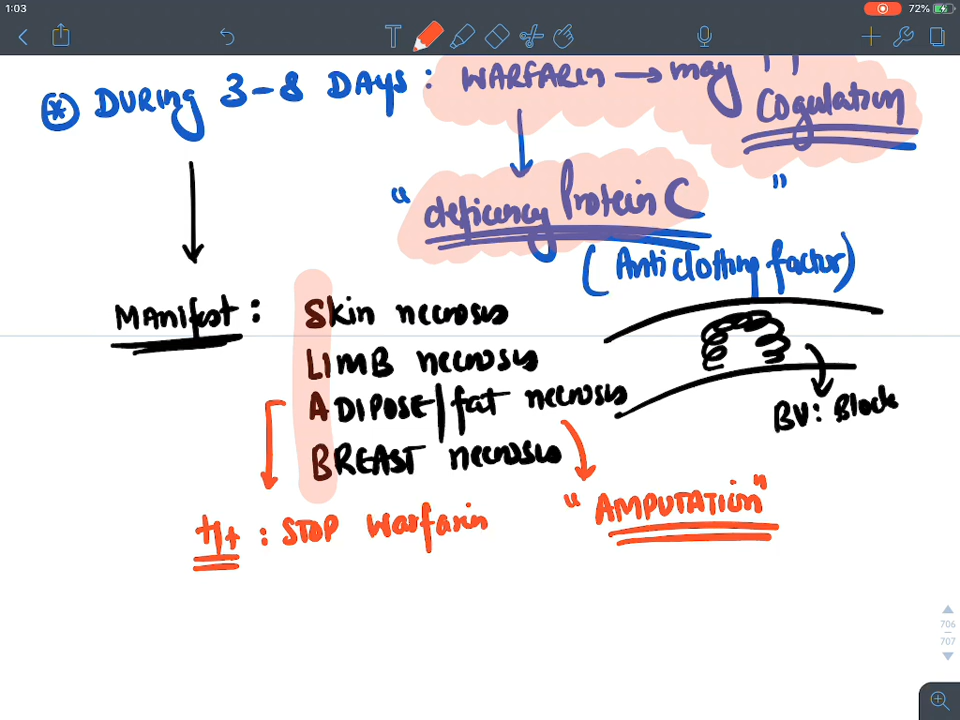 1:03
72%
T
* DURING 3-8 DAYS : WARFARIN → may
Cogulation
"deficency Protein C"
(Anticlotting factor)
MANifest : Skin necrosis
LIMB necrosis
ADIPOSE/fat necrosis
BREAST necrosis
BV: Block
t/t : STOP Warfarin
"AMPUTATION"
706
707